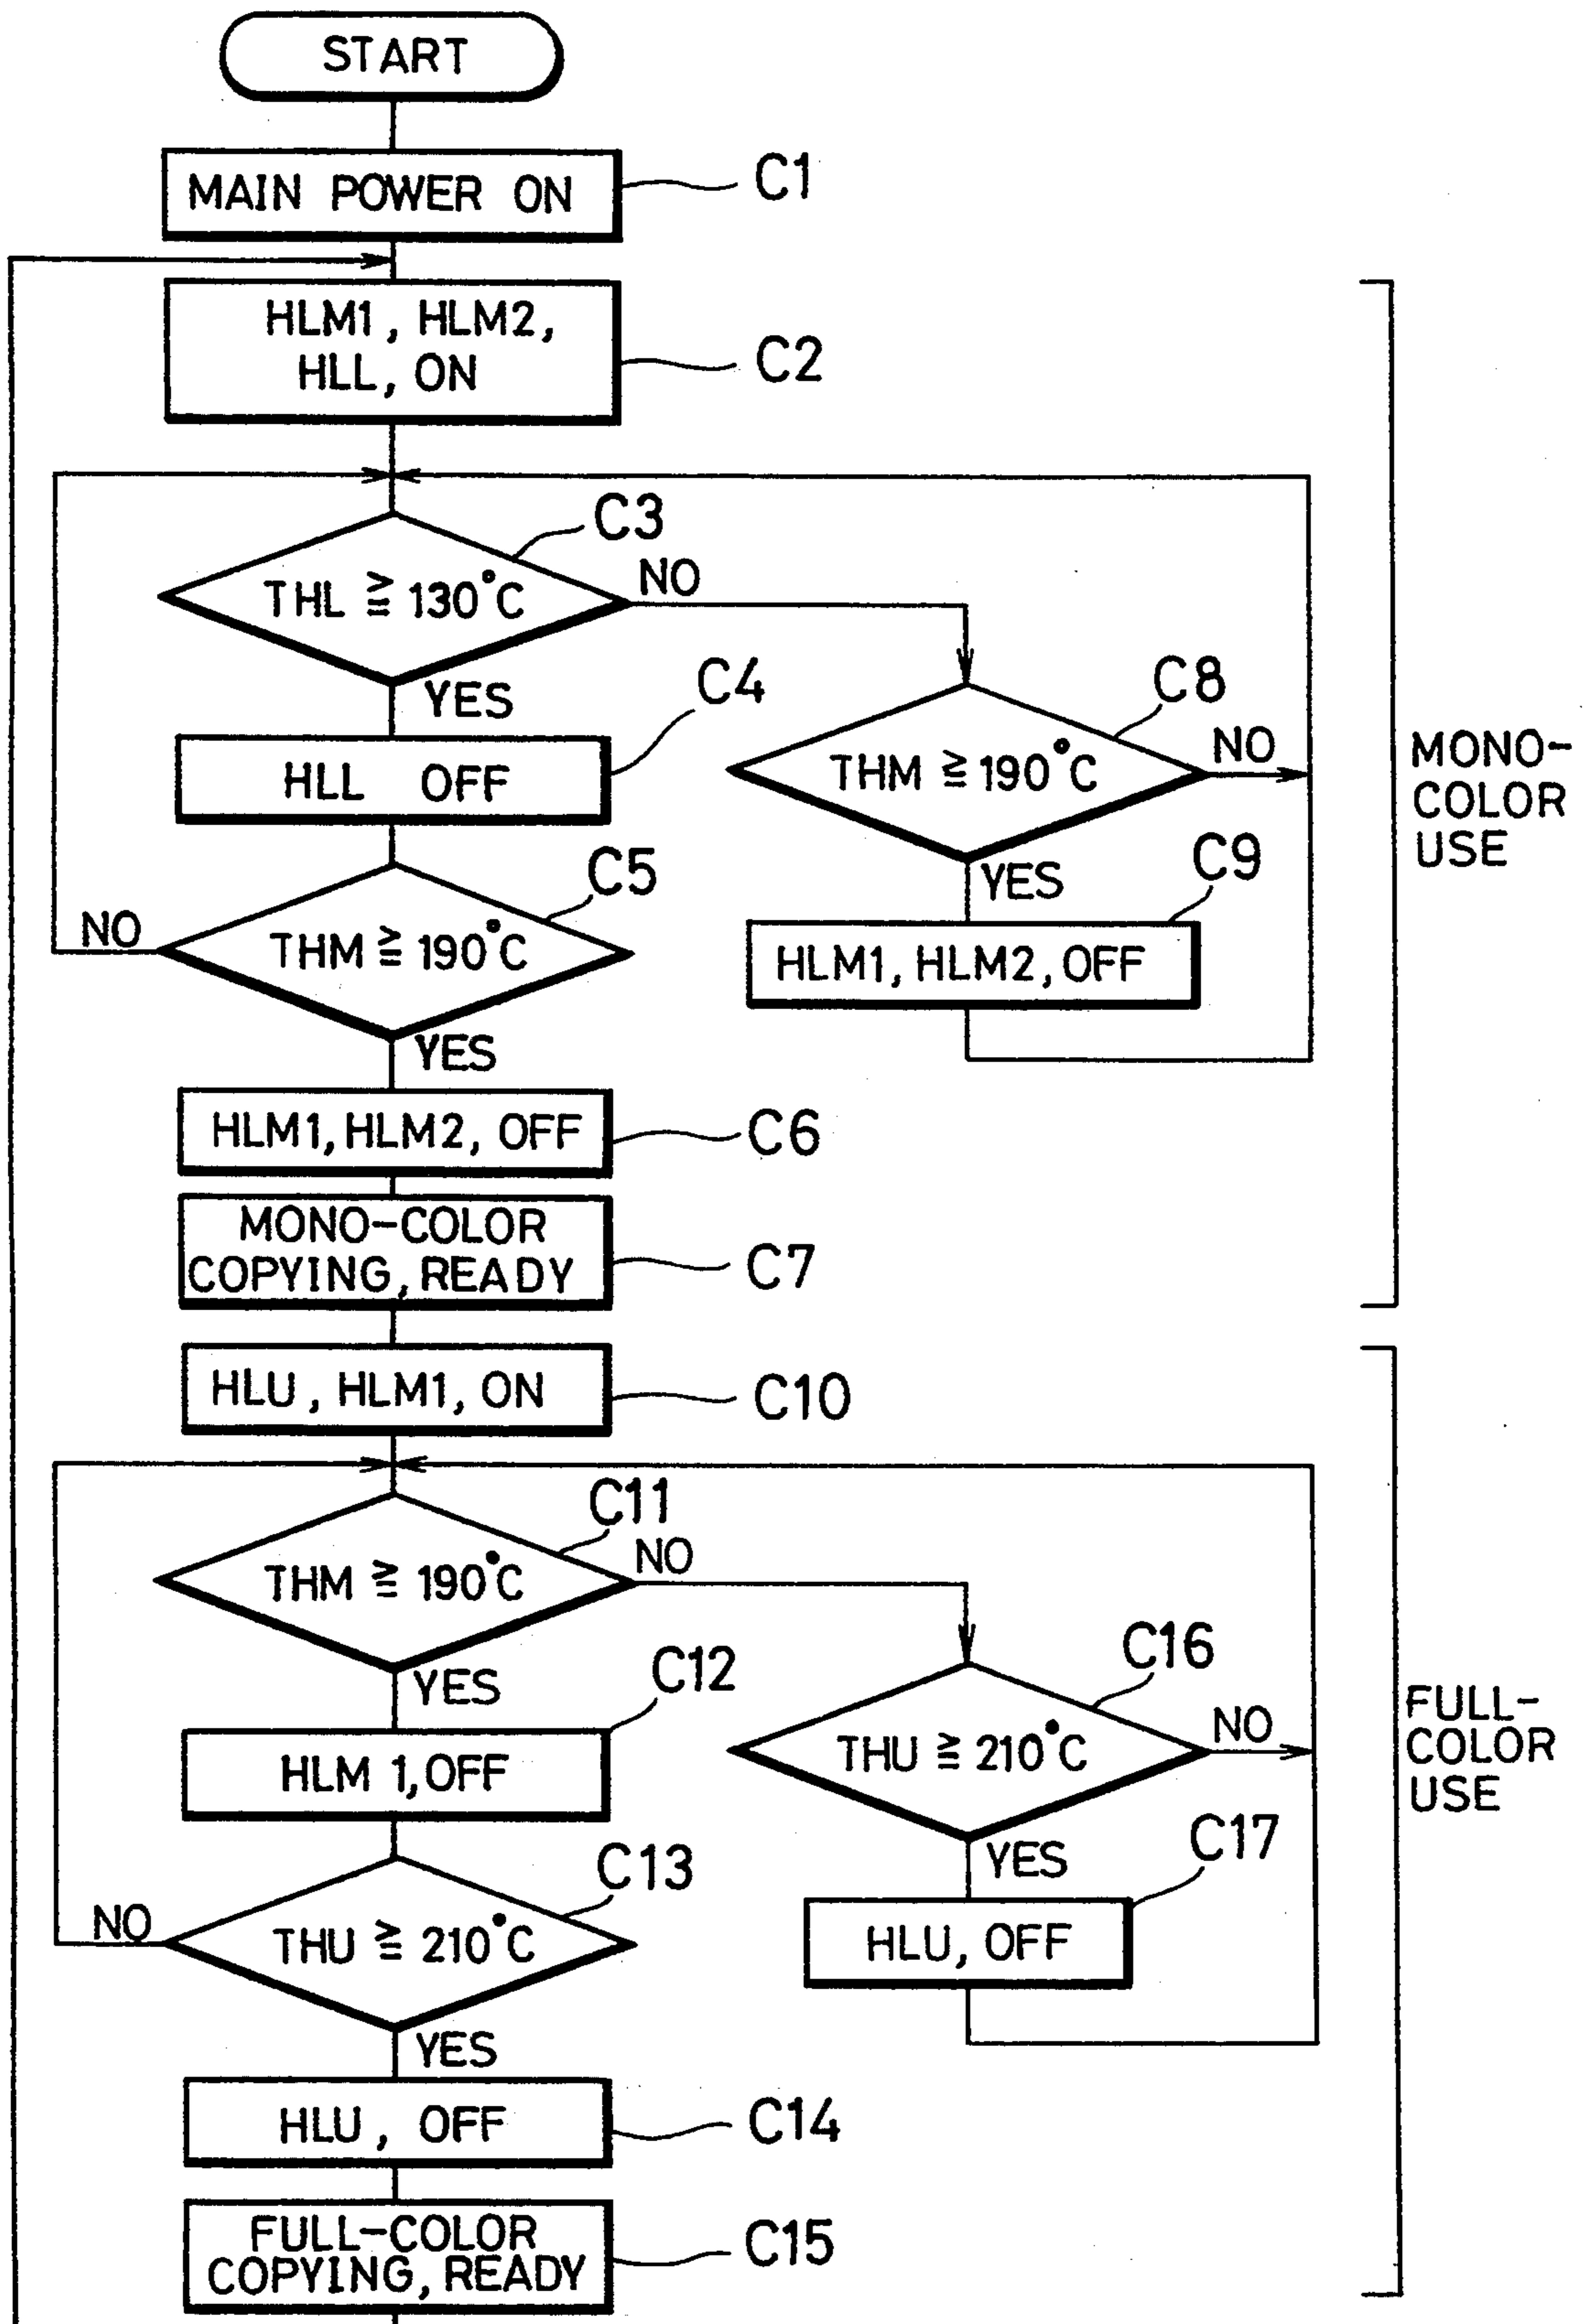 START
MAIN POWER ON
C1
HLM1, HLM2,
HLL, ON
C2
C3
THL ≧ 130°C
NO
YES
C4
HLL OFF
C8
THM ≧ 190°C
NO
YES
C9
HLM1, HLM2, OFF
C5
THM ≧ 190°C
NO
YES
HLM1, HLM2, OFF
C6
MONO-COLOR
COPYING, READY
C7
MONO-
COLOR
USE
HLU, HLM1, ON
C10
C11
THM ≧ 190°C
NO
YES
C12
HLM 1, OFF
C16
THU ≧ 210°C
NO
YES
C17
HLU, OFF
C13
THU ≧ 210°C
NO
YES
HLU, OFF
C14
FULL-COLOR
COPYING, READY
C15
FULL-
COLOR
USE